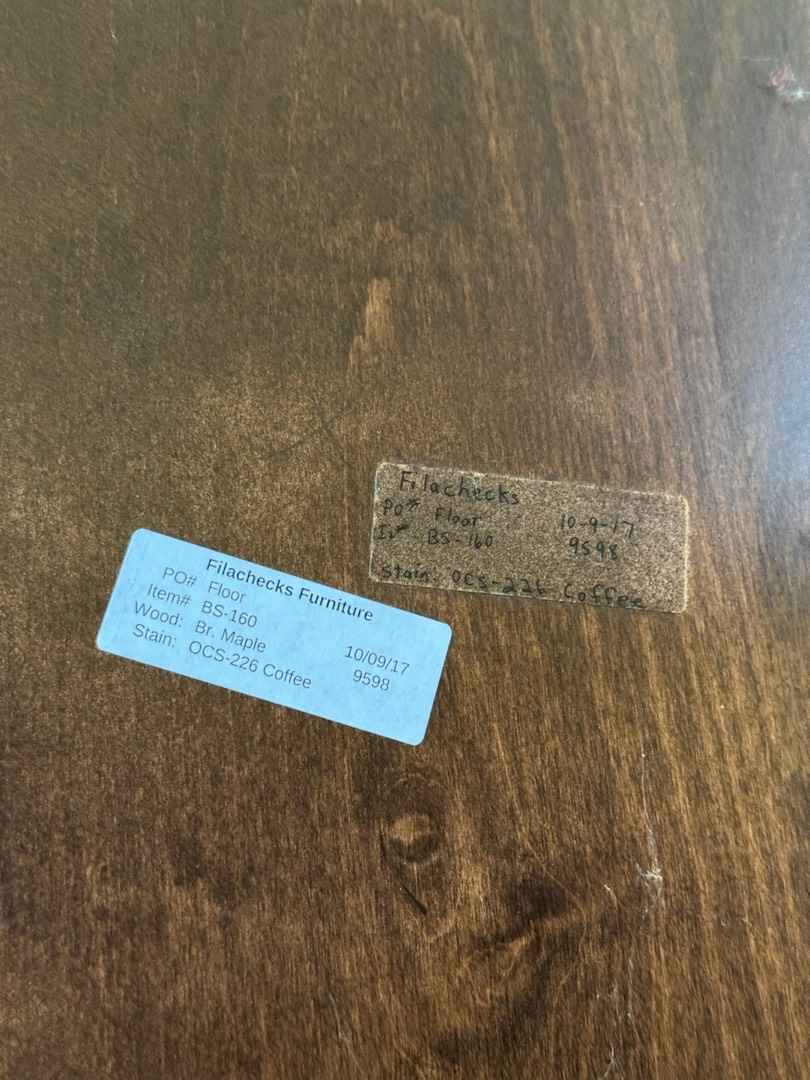 Filachecks
PO# Floor 10-9-17
It# BS-160 9598
Stain: OCS-226 Coffee
Filachecks Furniture
PO# Floor
Item# BS-160 10/09/17
Wood: Br. Maple 9598
Stain: OCS-226 Coffee